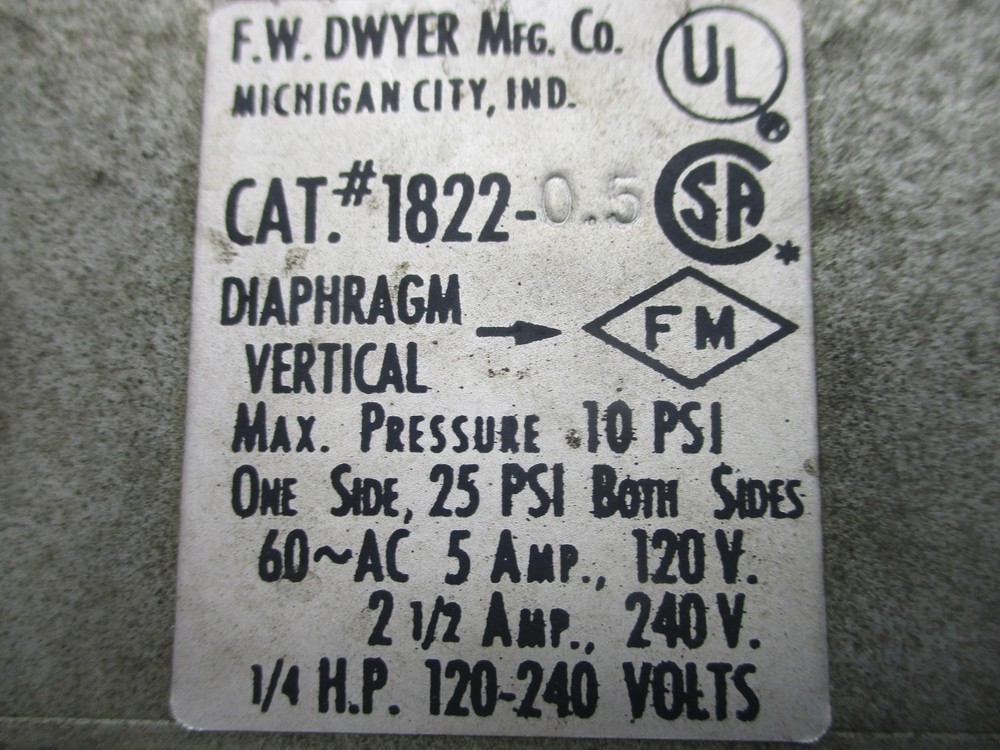 F.W. DWYER MFG. CO.
MICHIGAN CITY, IND.
UL
®
CAT.# 1822-0..5
SA
*
DIAPHRAGM
VERTICAL
FM
MAX. PRESSURE 10 PSI
ONE SIDE, 25 PSI BOTH SIDES
60~AC 5 AMP., 120 V.
2 1/2 AMP., 240 V.
1/4 H.P. 120-240 VOLTS